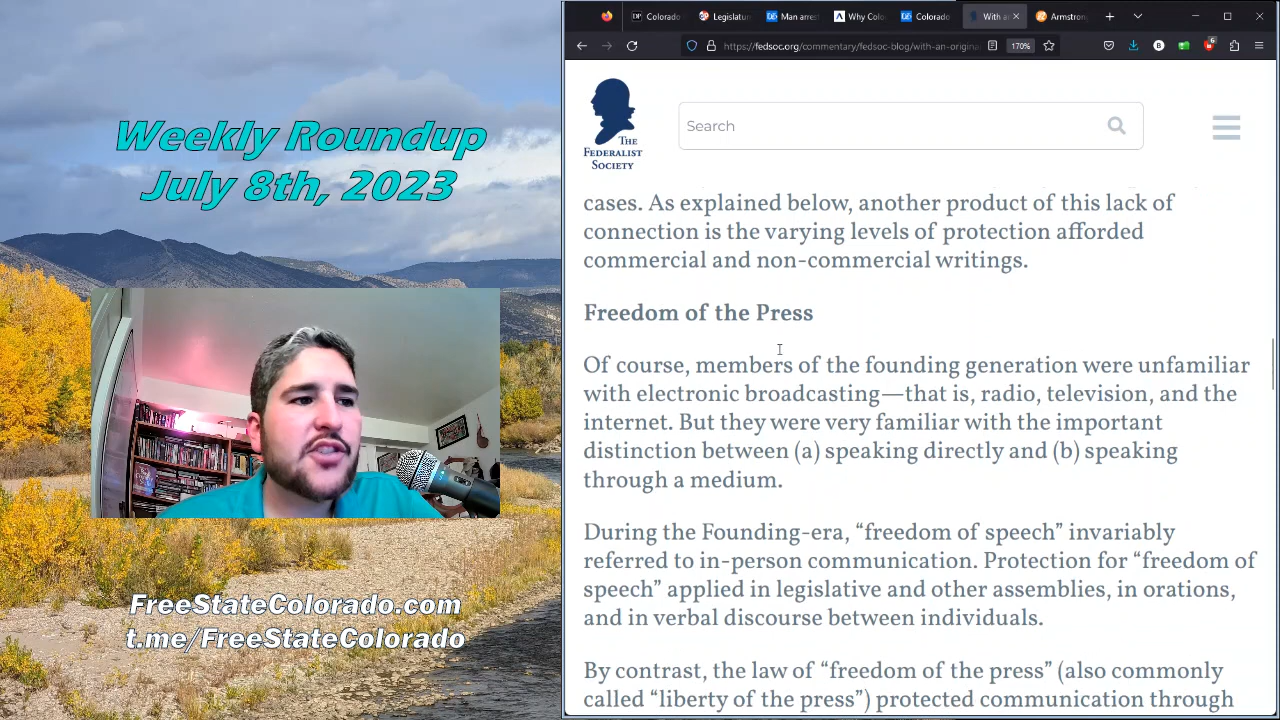 Weekly Roundup
July 8th, 2023
FreeStateColorado.com
t.me/FreeStateColorado
Colorado
Legislatu
Man arrest
Why Colo
Colorado
With an
Armstrong
https://fedsoc.org/commentary/fedsoc-blog/with-an-origina
170%
6
THE
FEDERALIST
SOCIETY
Search
cases. As explained below, another product of this lack of
connection is the varying levels of protection afforded
commercial and non-commercial writings.
Freedom of the Press
Of course, members of the founding generation were unfamiliar
with electronic broadcasting—that is, radio, television, and the
internet. But they were very familiar with the important
distinction between (a) speaking directly and (b) speaking
through a medium.
During the Founding-era, “freedom of speech” invariably
referred to in-person communication. Protection for “freedom of
speech” applied in legislative and other assemblies, in orations,
and in verbal discourse between individuals.
By contrast, the law of “freedom of the press” (also commonly
called “liberty of the press”) protected communication through